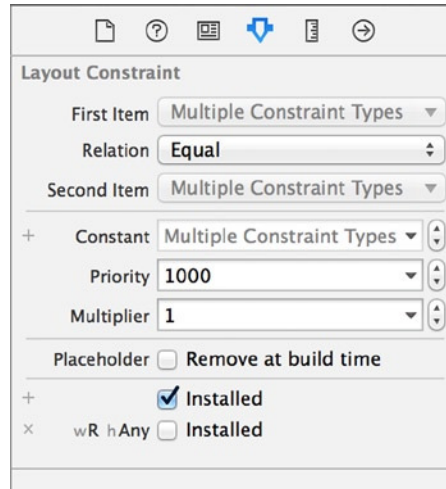 Layout Constraint
First Item Multiple Constraint Types
Relation Equal
Second Item Multiple Constraint Types
+ Constant Multiple Constraint Types
Priority 1000
Multiplier 1
Placeholder Remove at build time
+ Installed
× wR hAny Installed